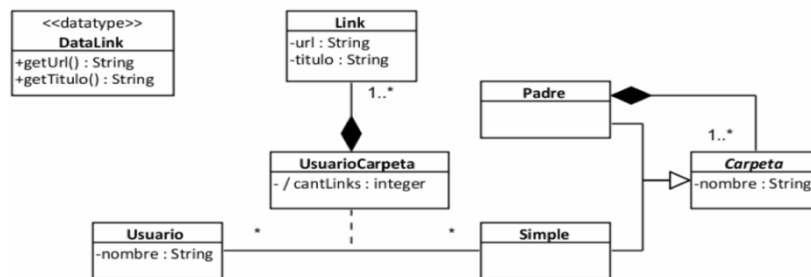 <<datatype>>
DataLink
+getUrl() : String
+getTitulo() : String
Link
-url : String
-titulo : String
1..*
Padre
1..*
UsuarioCarpeta
- / cantLinks : integer
Carpeta
-nombre : String
Usuario
-nombre : String
*
*
Simple